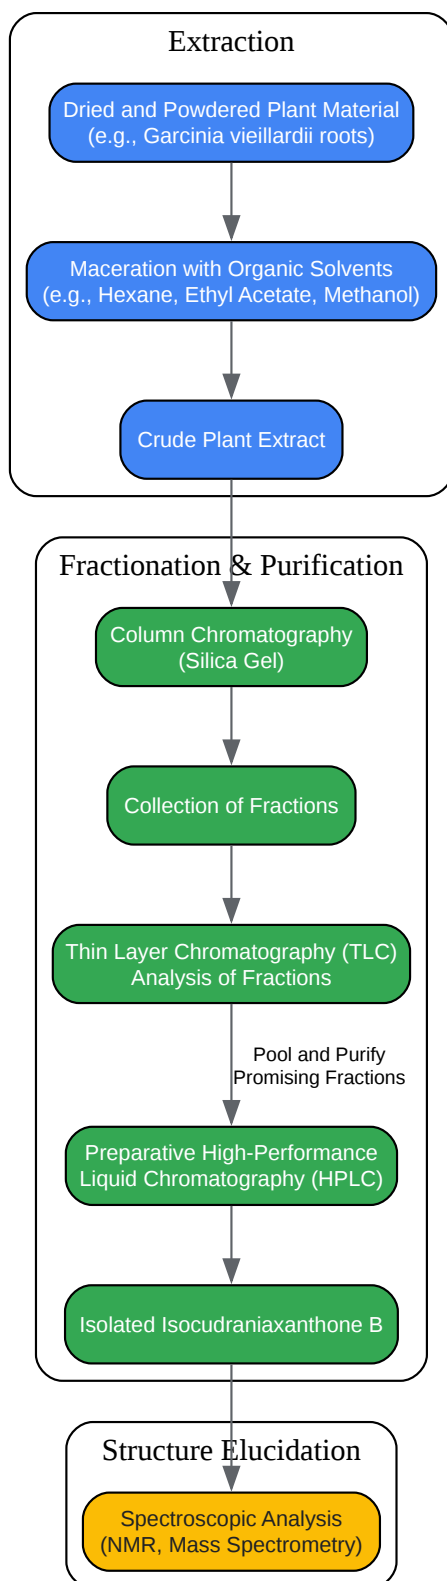 Extraction
Dried and Powdered Plant Material
(e.g., Garcinia vieillardii roots)
Maceration with Organic Solvents
(e.g., Hexane, Ethyl Acetate, Methanol)
Crude Plant Extract
Fractionation & Purification
Column Chromatography
(Silica Gel)
Collection of Fractions
Thin Layer Chromatography (TLC)
Analysis of Fractions
Pool and Purify
Promising Fractions
Preparative High-Performance
Liquid Chromatography (HPLC)
Isolated Isocudraniaxanthone B
Structure Elucidation
Spectroscopic Analysis
(NMR, Mass Spectrometry)